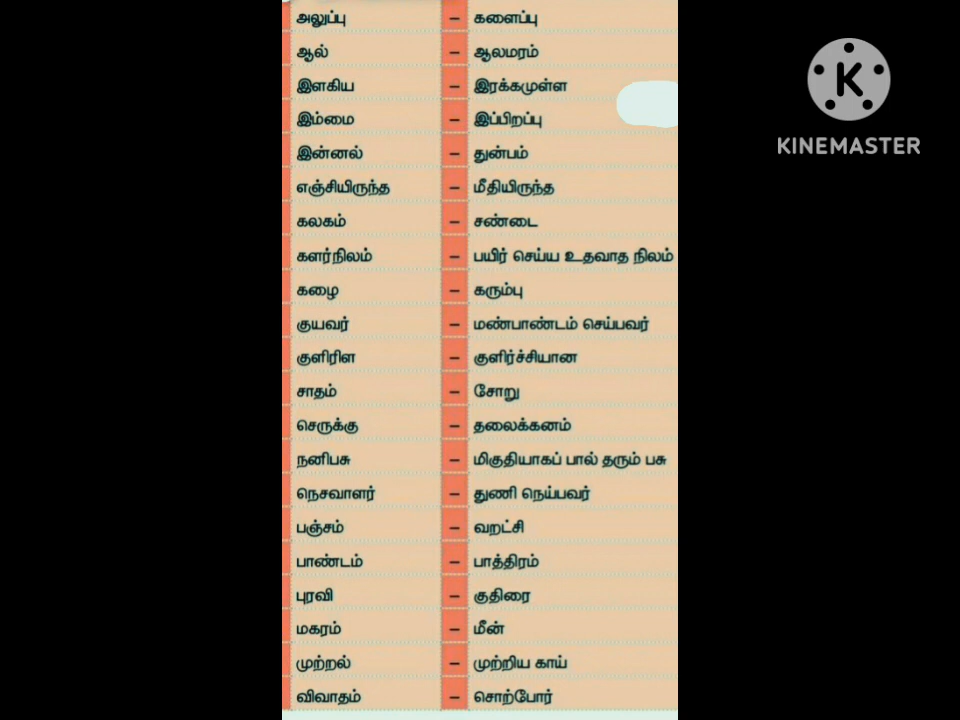 அலுப்பு – களைப்பு
ஆல் – ஆலமரம்
இளகிய – இரக்கமுள்ள
இம்மை – இப்பிறப்பு
இன்னல் – துன்பம்
எஞ்சியிருந்த – மீதியிருந்த
கலகம் – சண்டை
களர்நிலம் – பயிர் செய்ய உதவாத நிலம்
கழை – கரும்பு
குயவர் – மண்பாண்டம் செய்பவர்
குளிரிள – குளிர்ச்சியான
சாதம் – சோறு
செருக்கு – தலைக்கனம்
நனிபசு – மிகுதியாகப் பால் தரும் பசு
நெசவாளர் – துணி நெய்பவர்
பஞ்சம் – வறட்சி
பாண்டம் – பாத்திரம்
புரவி – குதிரை
மகரம் – மீன்
முற்றல் – முற்றிய காய்
விவாதம் – சொற்போர்
K
KINEMASTER